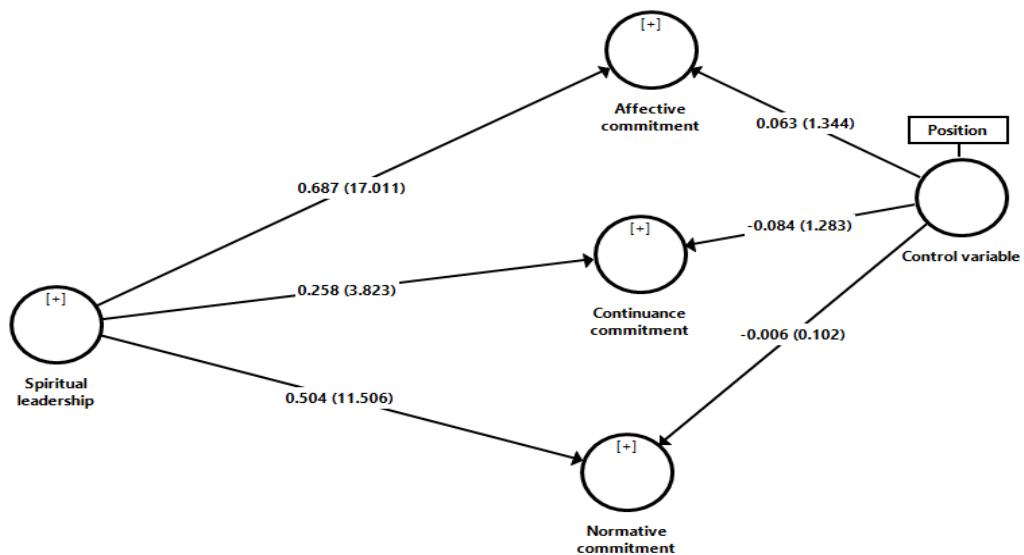 [+]
Affective
commitment
0.063 (1.344)
Position
0.687 (17.011)
[+]
-0.084 (1.283)
Control variable
[+]
0.258 (3.823)
Continuance
commitment
-0.006 (0.102)
Spiritual
leadership
0.504 (11.506)
[+]
Normative
commitment